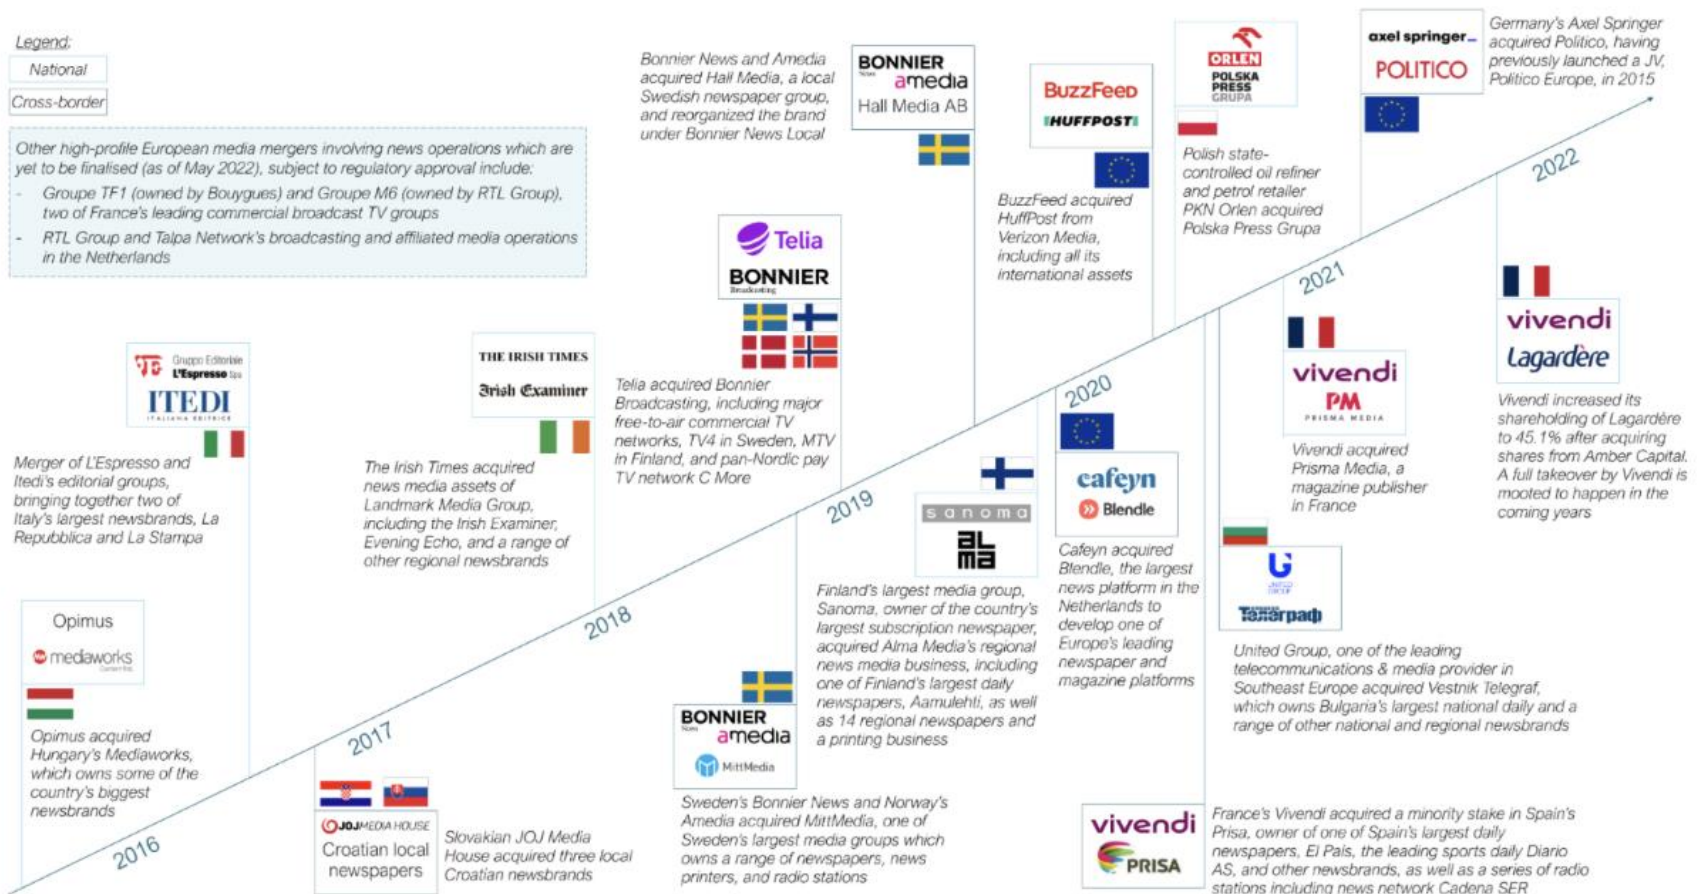 Legend:
National
Cross-border
Other high-profile European media mergers involving news operations which are
yet to be finalised (as of May 2022), subject to regulatory approval include:
- Groupe TF1 (owned by Bouygues) and Groupe M6 (owned by RTL Group),
two of France's leading commercial broadcast TV groups
- RTL Group and Talpa Network's broadcasting and affiliated media operations
in the Netherlands
Opimus
mediaworks
Opimus acquired
Hungary's Mediaworks,
which owns some of the
country's biggest
newsbrands
2016
Gruppo Editoriale
L'Espresso Spa
ITEDI
ITALIANA EDITRICE
Merger of L'Espresso and
Itedi's editorial groups,
bringing together two of
Italy's largest newsbrands, La
Repubblica and La Stampa
2017
JOJ MEDIA HOUSE
Croatian local
newspapers
Slovakian JOJ Media
House acquired three local
Croatian newsbrands
THE IRISH TIMES
Irish Examiner
The Irish Times acquired
news media assets of
Landmark Media Group,
including the Irish Examiner,
Evening Echo, and a range of
other regional newsbrands
2018
BONNIER
News
amedia
MittMedia
Sweden's Bonnier News and Norway's
Amedia acquired MittMedia, one of
Sweden's largest media groups which
owns a range of newspapers, news
printers, and radio stations
Telia
BONNIER
Broadcasting
Telia acquired Bonnier
Broadcasting, including major
free-to-air commercial TV
networks, TV4 in Sweden, MTV
in Finland, and pan-Nordic pay
TV network C More
2019
Bonnier News and Amedia
acquired Hall Media, a local
Swedish newspaper group,
and reorganized the brand
under Bonnier News Local
BONNIER
News
amedia
Hall Media AB
sanoma
alma
Finland's largest media group,
Sanoma, owner of the country's
largest subscription newspaper,
acquired Alma Media's regional
news media business, including
one of Finland's largest daily
newspapers, Aamulehti, as well
as 14 regional newspapers and
a printing business
2020
cafeyn
Blendle
Cafeyn acquired
Blendle, the largest
news platform in the
Netherlands to
develop one of
Europe's leading
newspaper and
magazine platforms
BuzzFeed
HUFFPOST
BuzzFeed acquired
HuffPost from
Verizon Media,
including all its
international assets
ORLEN
POLSKA
PRESS
GRUPA
Polish state-
controlled oil refiner
and petrol retailer
PKN Orlen acquired
Polska Press Grupa
vivendi
PRISA
France's Vivendi acquired a minority stake in Spain's
Prisa, owner of one of Spain's largest daily
newspapers, El País, the leading sports daily Diario
AS, and other newsbrands, as well as a series of radio
stations including news network Cadena SER
UNITED
GROUP
Телеграф
United Group, one of the leading
telecommunications & media provider in
Southeast Europe acquired Vestnik Telegraf,
which owns Bulgaria's largest national daily and a
range of other national and regional newsbrands
2021
vivendi
PM
PRISMA MEDIA
Vivendi acquired
Prisma Media, a
magazine publisher
in France
axel springer_
POLITICO
Germany's Axel Springer
acquired Politico, having
previously launched a JV,
Politico Europe, in 2015
2022
vivendi
Lagardère
Vivendi increased its
shareholding of Lagardère
to 45.1% after acquiring
shares from Amber Capital.
A full takeover by Vivendi is
mooted to happen in the
coming years